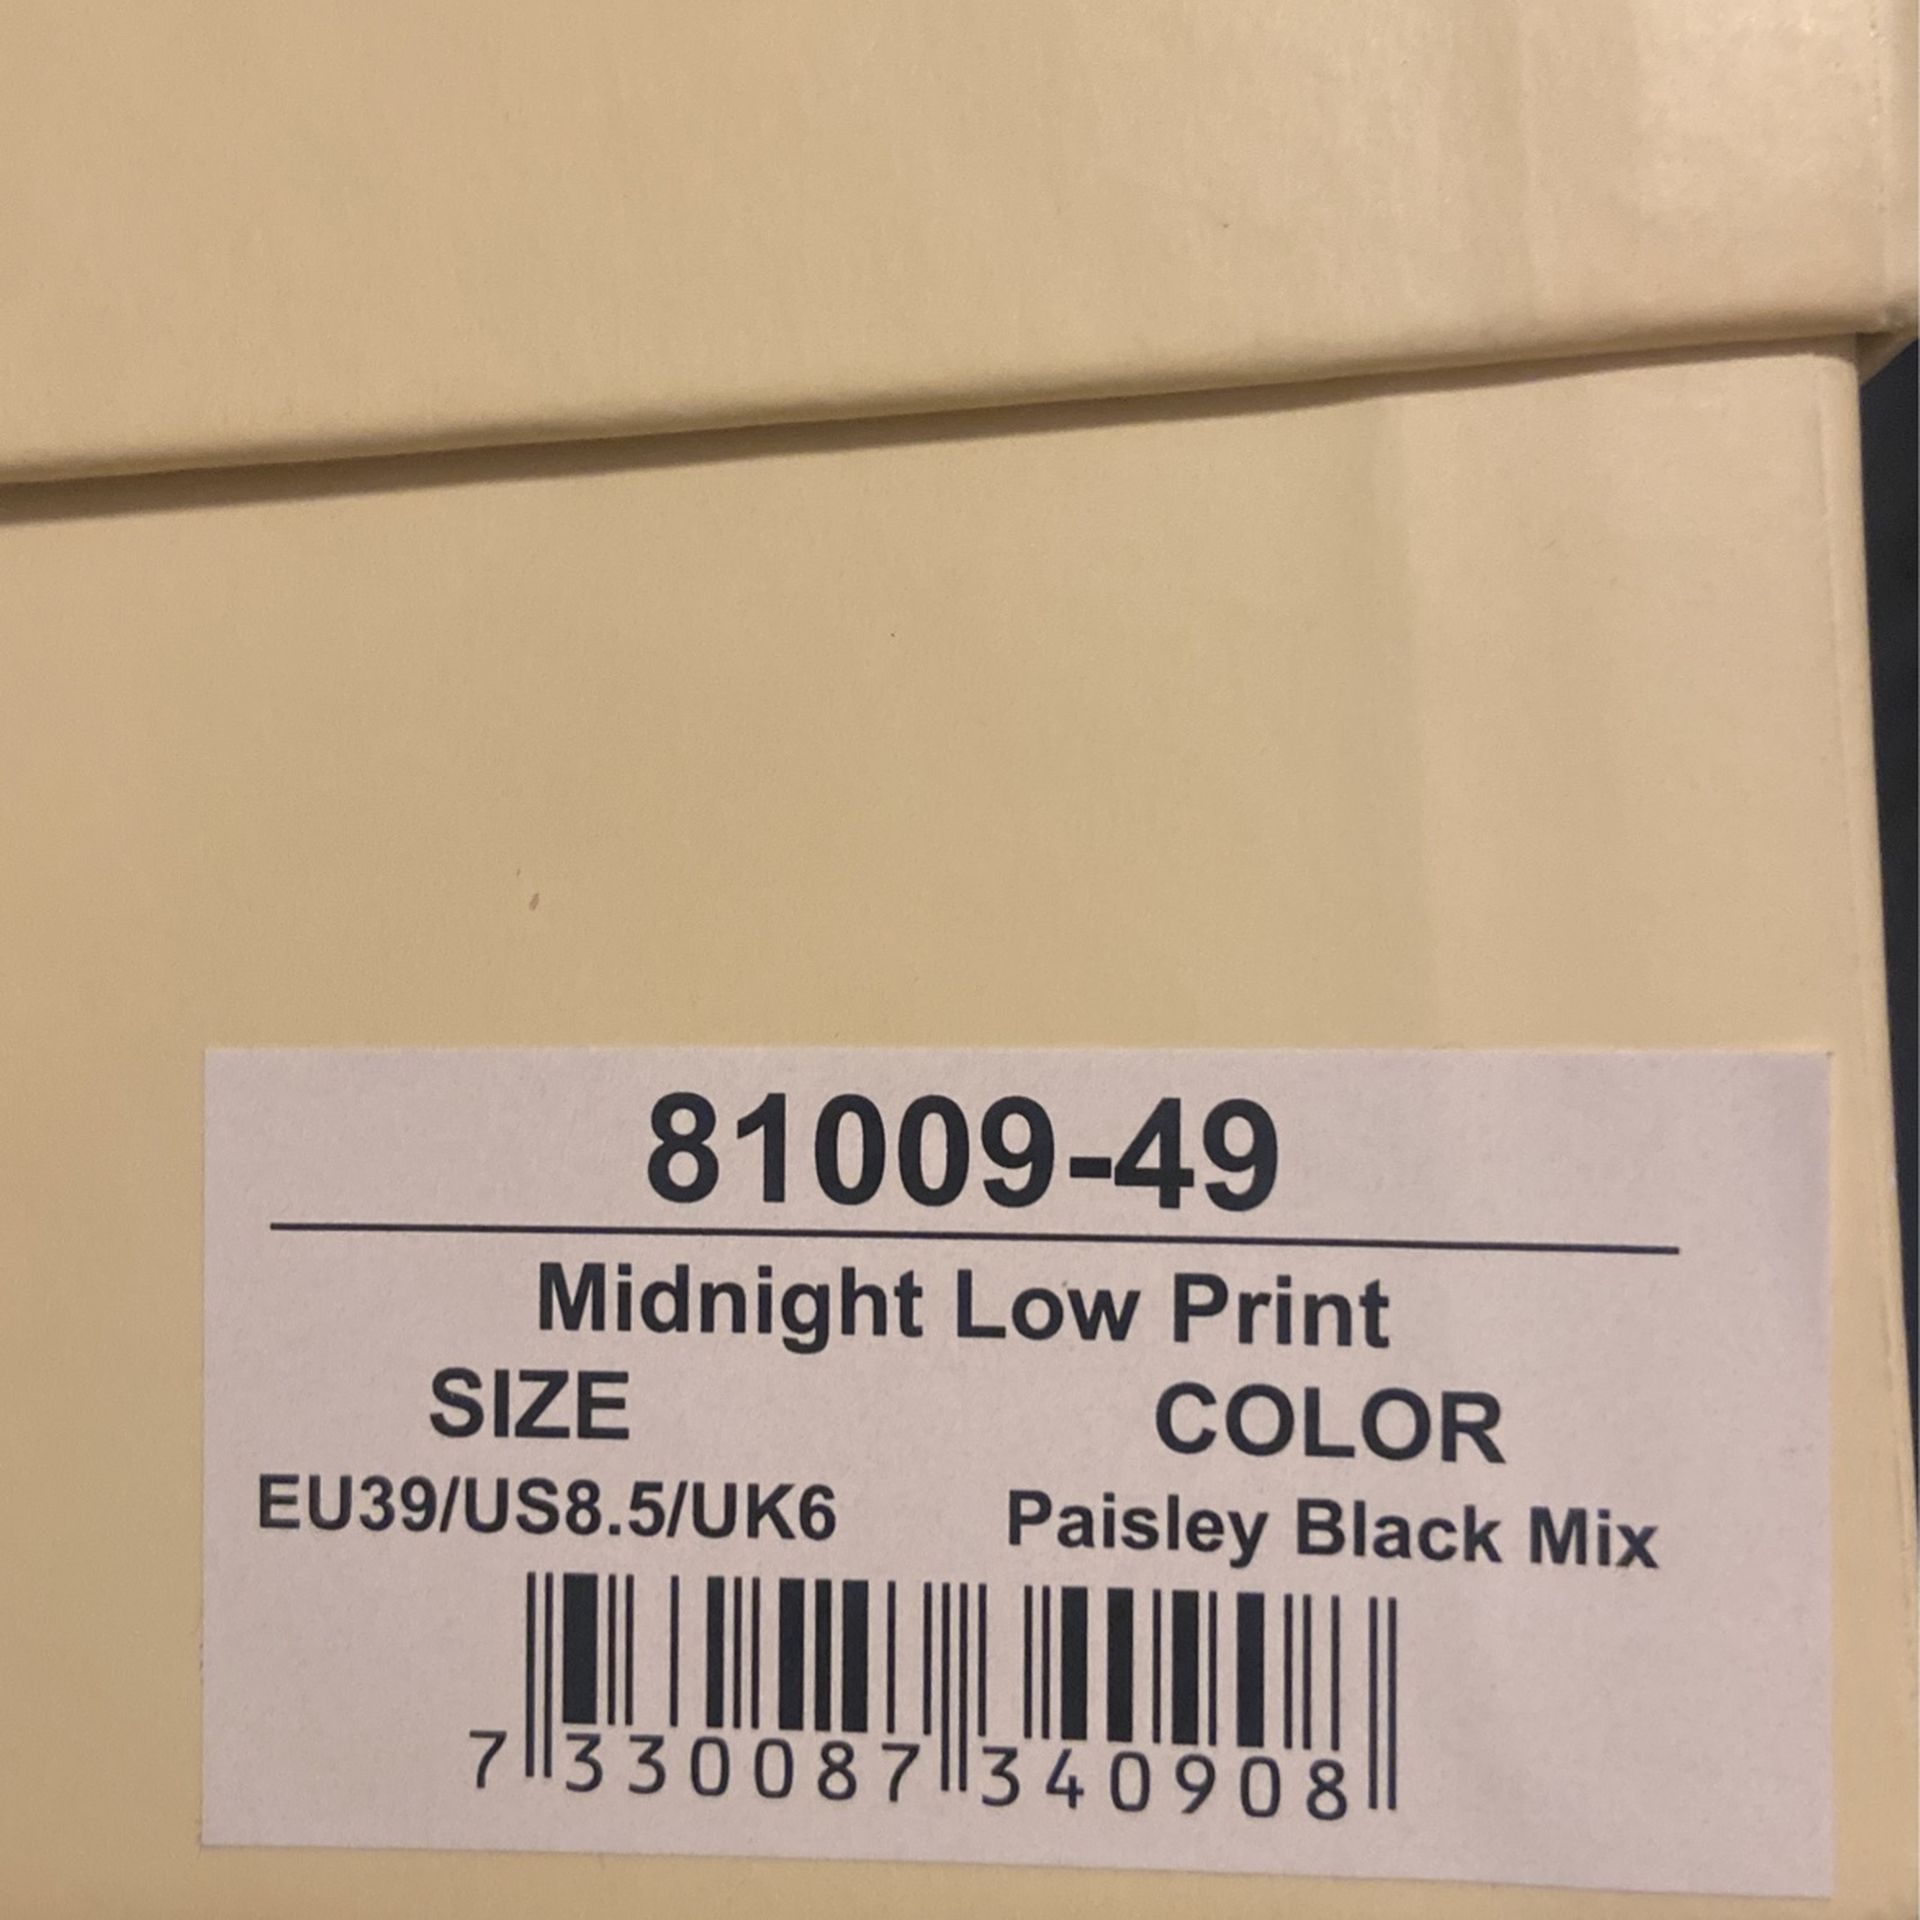 81009-49
Midnight Low Print
SIZE COLOR
EU39/US8.5/UK6 Paisley Black Mix
7 330087 340908